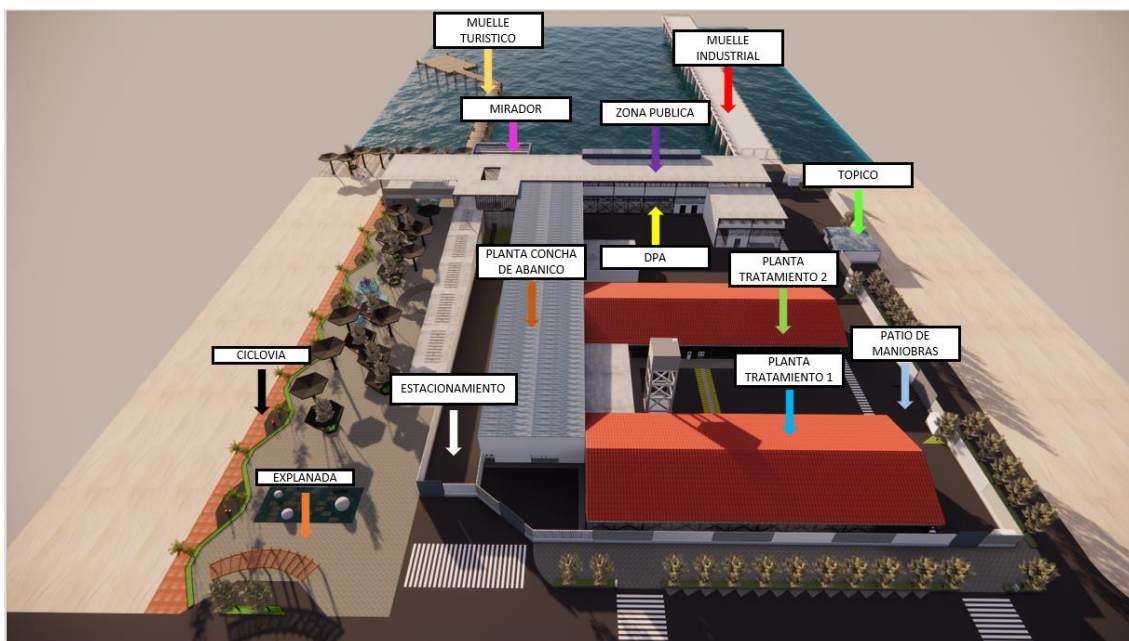 MUELLE
TURISTICO
MUELLE
INDUSTRIAL
MIRADOR
ZONA PUBLICA
TOPICO
PLANTA CONCHA
DE ABANICO
DPA
PLANTA
TRATAMIENTO 2
PATIO DE
MANIOBRAS
CICLOVIA
ESTACIONAMIENTO
PLANTA
TRATAMIENTO 1
EXPLANADA